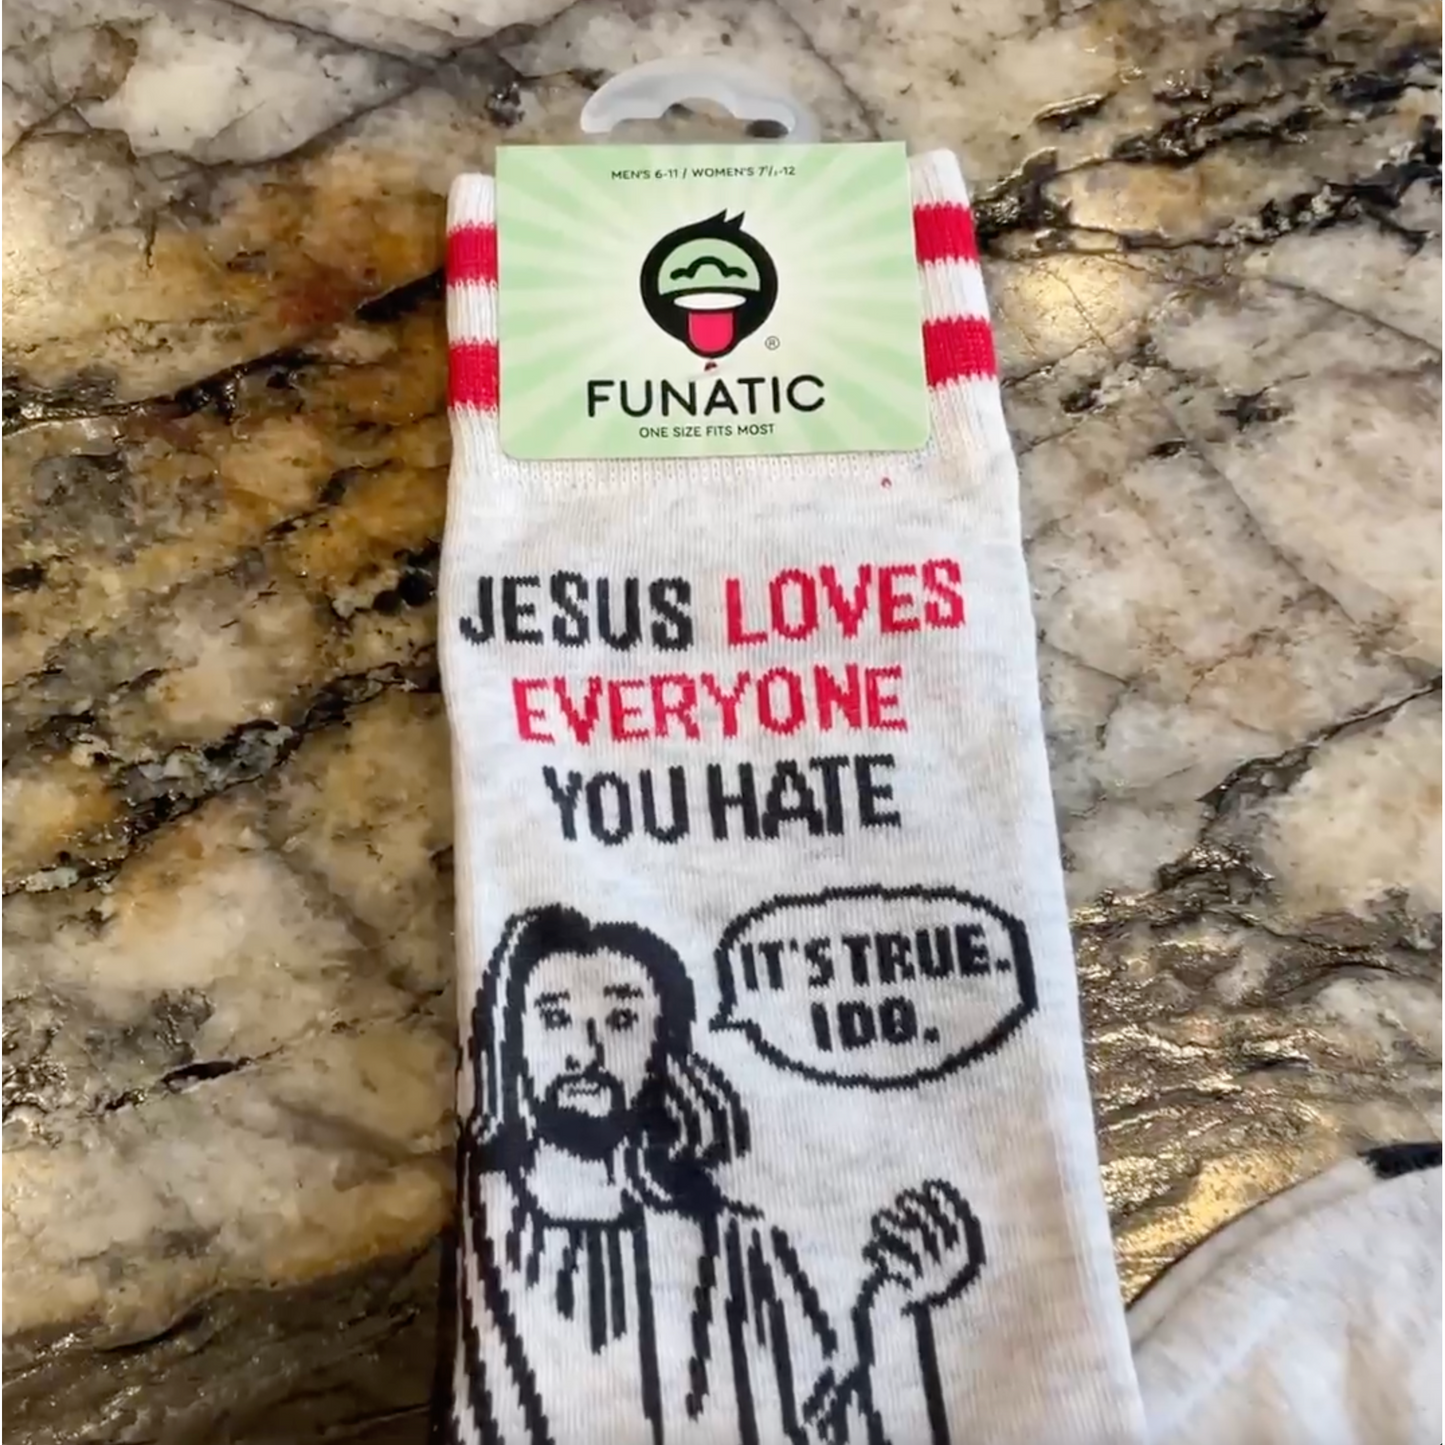 MEN'S 6-11 / WOMEN'S 7½-12
®
FUNATIC
ONE SIZE FITS MOST
JESUS LOVES
EVERYONE
YOU HATE
IT'S TRUE.
I DO.